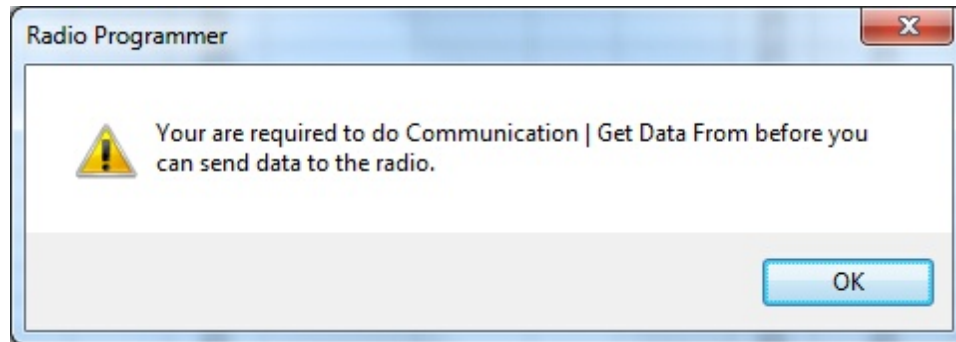 Radio Programmer
Your are required to do Communication | Get Data From before you
can send data to the radio.
OK